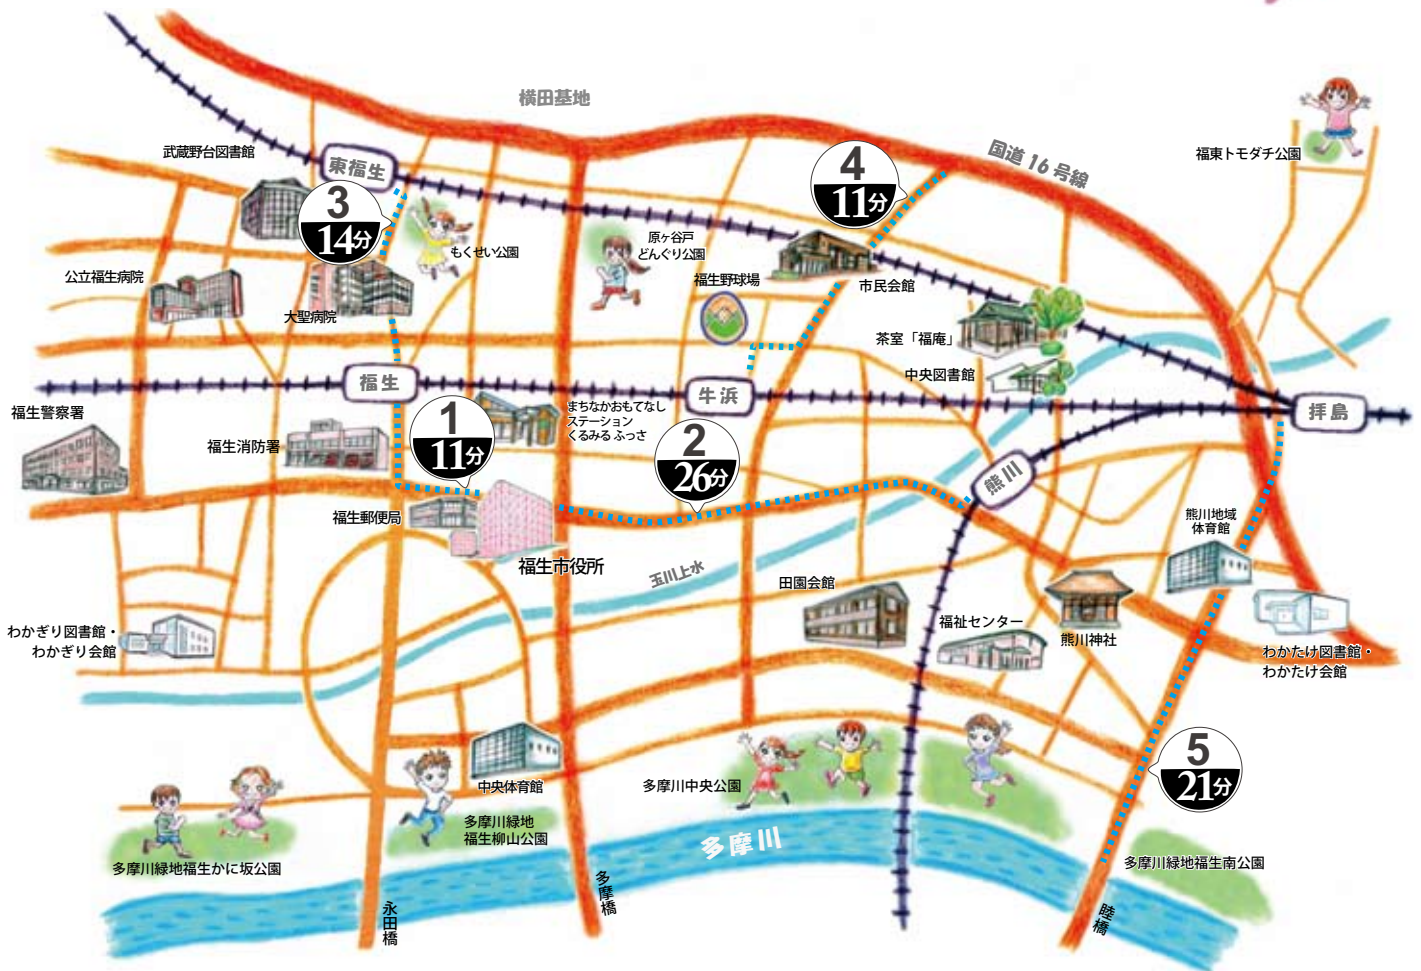 横田基地
国道16号線
武蔵野台図書館
東福生
福東トモダチ公園
4
11分
3
14分
もくせい公園
原ヶ谷戸
どんぐり公園
福生野球場
市民会館
公立福生病院
大聖病院
茶室「福庵」
中央図書館
福生
牛浜
拝島
福生警察署
福生消防署
1
11分
まちなかおもてなし
ステーション
くるみる ふっさ
2
26分
熊川
福生郵便局
福生市役所
熊川地域
体育館
玉川上水
田園会館
福祉センター
熊川神社
わかぎり図書館・
わかぎり会館
わかたけ図書館・
わかたけ会館
5
21分
中央体育館
多摩川中央公園
多摩川緑地
福生柳山公園
多摩川
多摩川緑地福生かに坂公園
多摩川緑地福生南公園
永田橋
多摩橋
睦橋